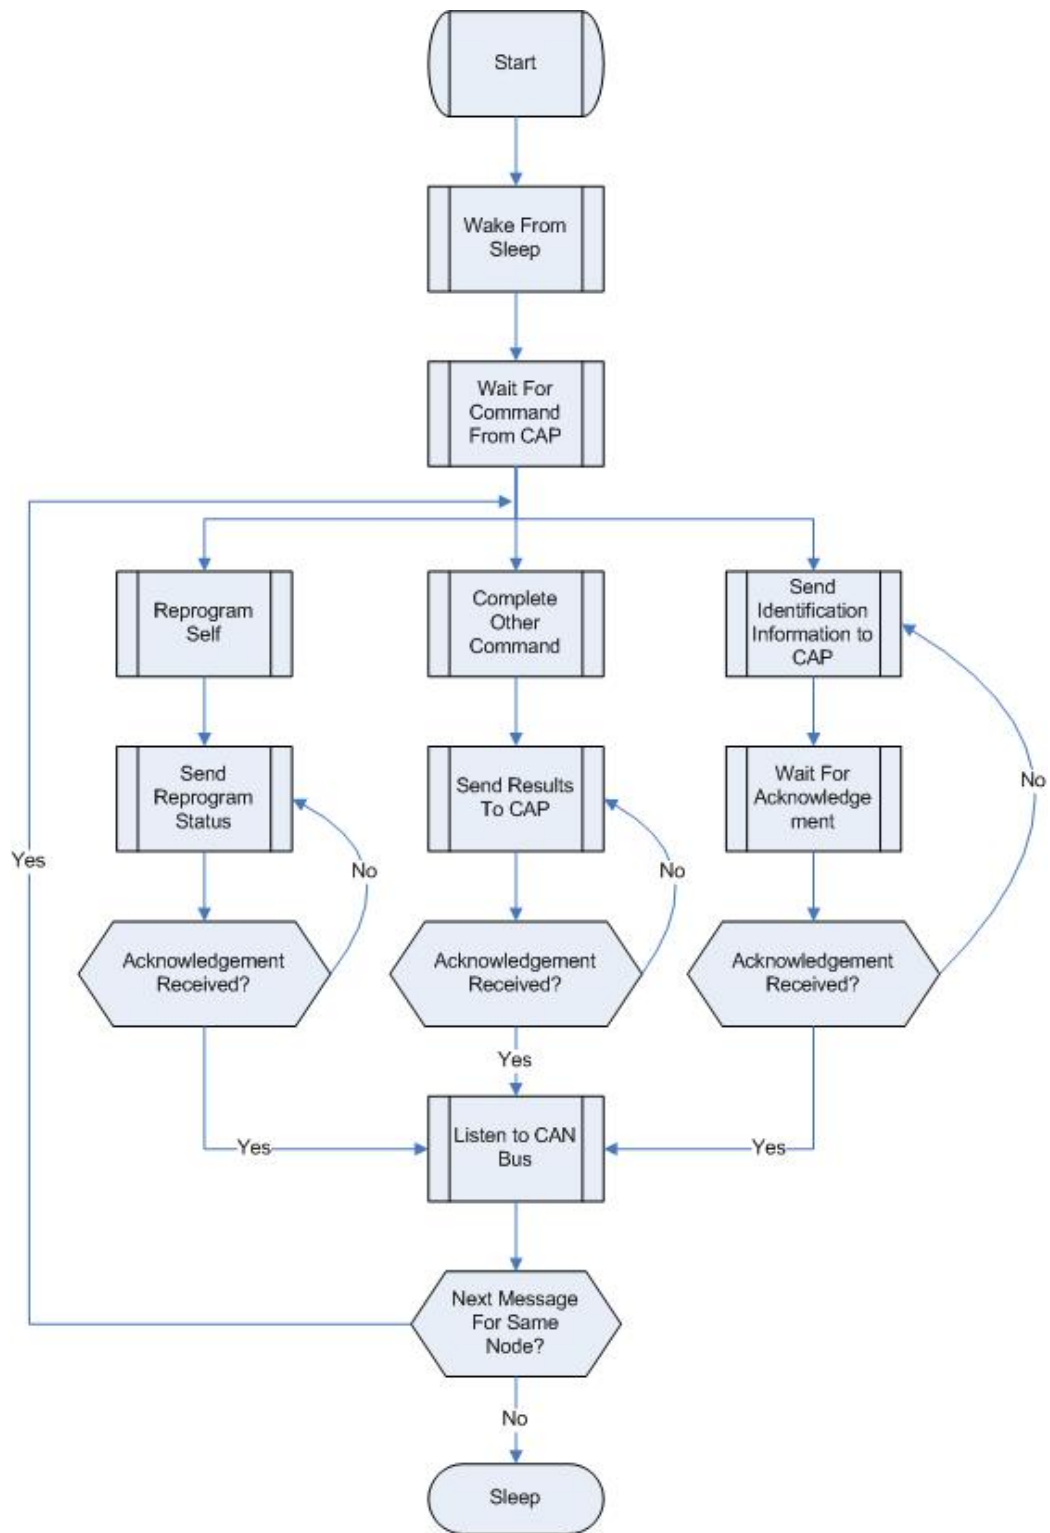 Start
Wake From
Sleep
Wait For
Command
From CAP
Reprogram
Self
Complete
Other
Command
Send
Identification
Information to
CAP
Send
Reprogram
Status
Send Results
To CAP
Wait For
Acknowledge
ment
No
Yes
No
No
Acknowledgement
Received?
Acknowledgement
Received?
Acknowledgement
Received?
Yes
Yes
Listen to CAN
Bus
Yes
Next Message
For Same
Node?
No
Sleep